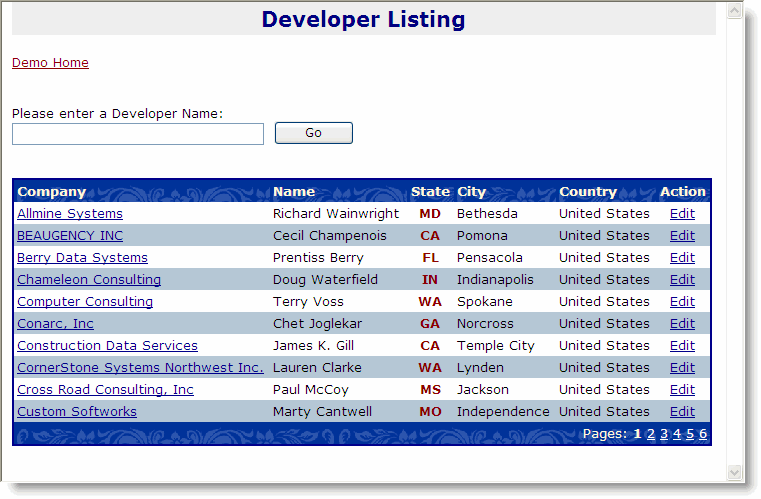 Developer Listing
Demo Home
Please enter a Developer Name:
Go
Company Name State City Country Action
Allmine Systems Richard Wainwright MD Bethesda United States Edit
BEAUGENCY INC Cecil Champenois CA Pomona United States Edit
Berry Data Systems Prentiss Berry FL Pensacola United States Edit
Chameleon Consulting Doug Waterfield IN Indianapolis United States Edit
Computer Consulting Terry Voss WA Spokane United States Edit
Conarc, Inc Chet Joglekar GA Norcross United States Edit
Construction Data Services James K. Gill CA Temple City United States Edit
CornerStone Systems Northwest Inc. Lauren Clarke WA Lynden United States Edit
Cross Road Consulting, Inc Paul McCoy MS Jackson United States Edit
Custom Softworks Marty Cantwell MO Independence United States Edit
Pages: 1 2 3 4 5 6